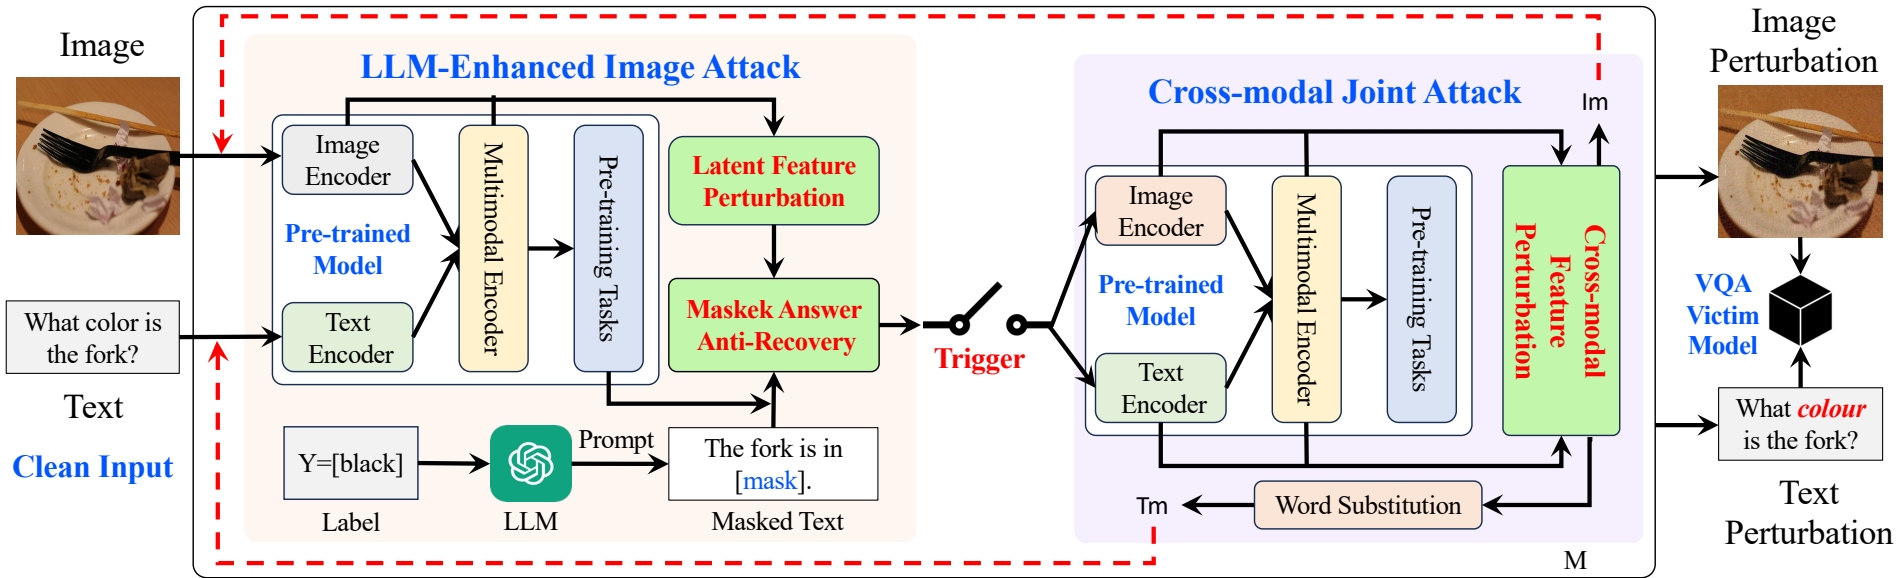 Image
What color is
the fork?
Text
Clean Input
LLM-Enhanced Image Attack
Image
Encoder
Pre-trained
Model
Text
Encoder
Multimodal Encoder
Pre-training Tasks
Latent Feature
Perturbation
Maskek Answer
Anti-Recovery
Y=[black]
Label
LLM
Prompt
The fork is in
[mask].
Masked Text
Trigger
Cross-modal Joint Attack
Image
Encoder
Pre-trained
Model
Text
Encoder
Multimodal Encoder
Pre-training Tasks
Cross-modal
Feature
Perturbation
Im
Tm
Word Substitution
M
Image
Perturbation
VQA
Victim
Model
What colour
is the fork?
Text
Perturbation